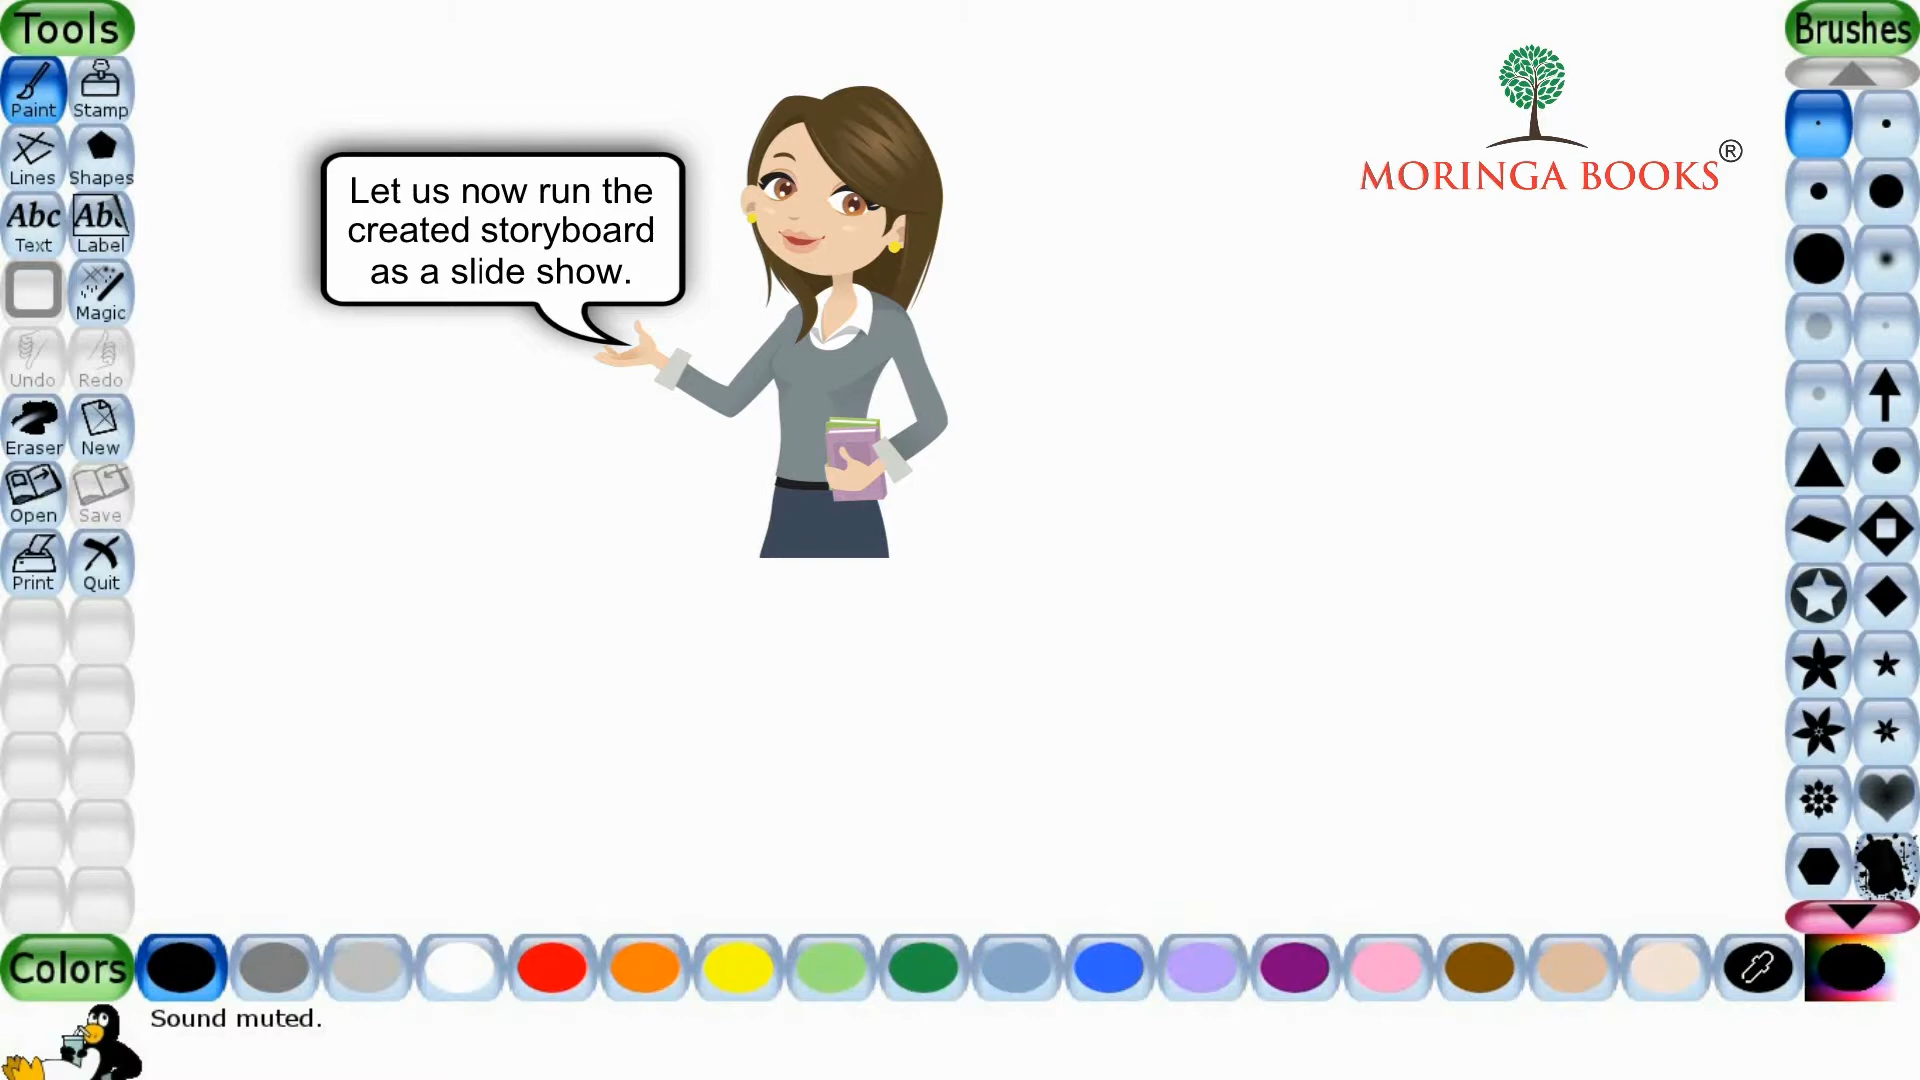 Tools
Brushes
Paint
Stamp
Lines
Shapes
Abc
Abc
Text
Label
Magic
Undo
Redo
Eraser
New
Open
Save
Print
Quit
Let us now run the
created storyboard
as a slide show.
MORINGA BOOKS®
Colors
Sound muted.